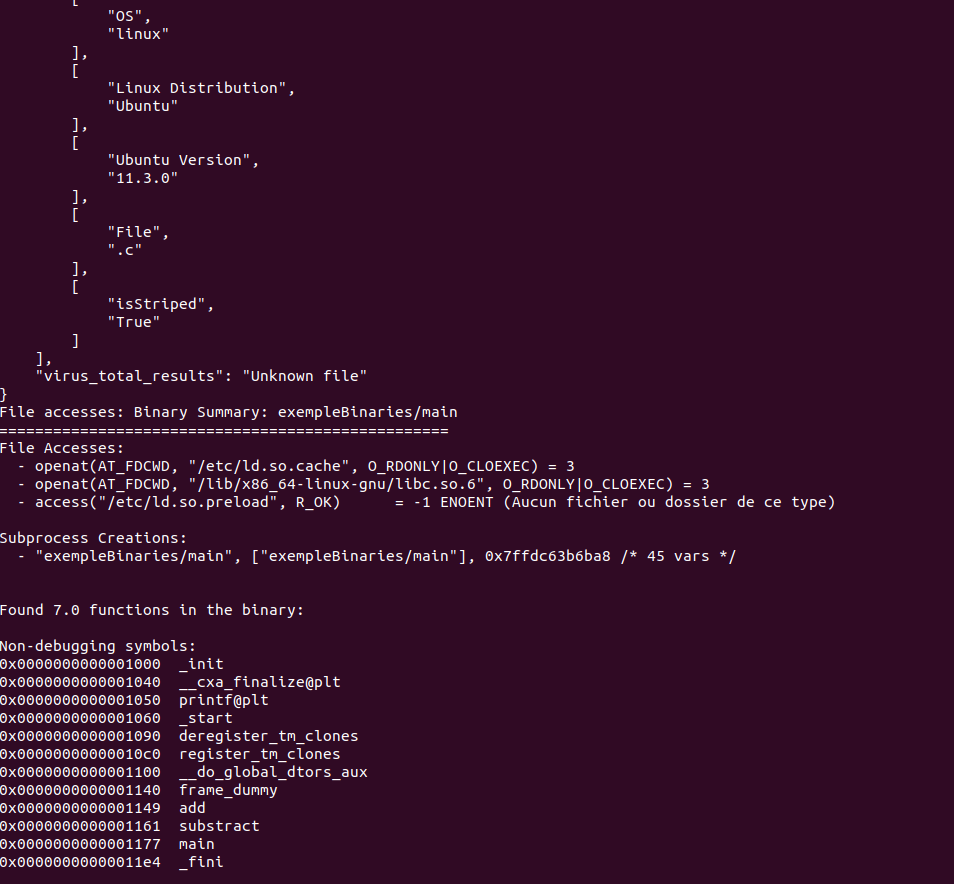 [
"OS",
"linux"
],
[
"Linux Distribution",
"Ubuntu"
],
[
"Ubuntu Version",
"11.3.0"
],
[
"File",
".c"
],
[
"isStriped",
"True"
]
],
"virus_total_results": "Unknown file"
}
File accesses: Binary Summary: exempleBinaries/main
==================================================
File Accesses:
- openat(AT_FDCWD, "/etc/ld.so.cache", O_RDONLY|O_CLOEXEC) = 3
- openat(AT_FDCWD, "/lib/x86_64-linux-gnu/libc.so.6", O_RDONLY|O_CLOEXEC) = 3
- access("/etc/ld.so.preload", R_OK)      = -1 ENOENT (Aucun fichier ou dossier de ce type)
Subprocess Creations:
- "exempleBinaries/main", ["exempleBinaries/main"], 0x7ffdc63b6ba8 /* 45 vars */
Found 7.0 functions in the binary:
Non-debugging symbols:
0x0000000000001000  _init
0x0000000000001040  __cxa_finalize@plt
0x0000000000001050  printf@plt
0x0000000000001060  _start
0x0000000000001090  deregister_tm_clones
0x00000000000010c0  register_tm_clones
0x0000000000001100  __do_global_dtors_aux
0x0000000000001140  frame_dummy
0x0000000000001149  add
0x0000000000001161  substract
0x0000000000001177  main
0x00000000000011e4  _fini